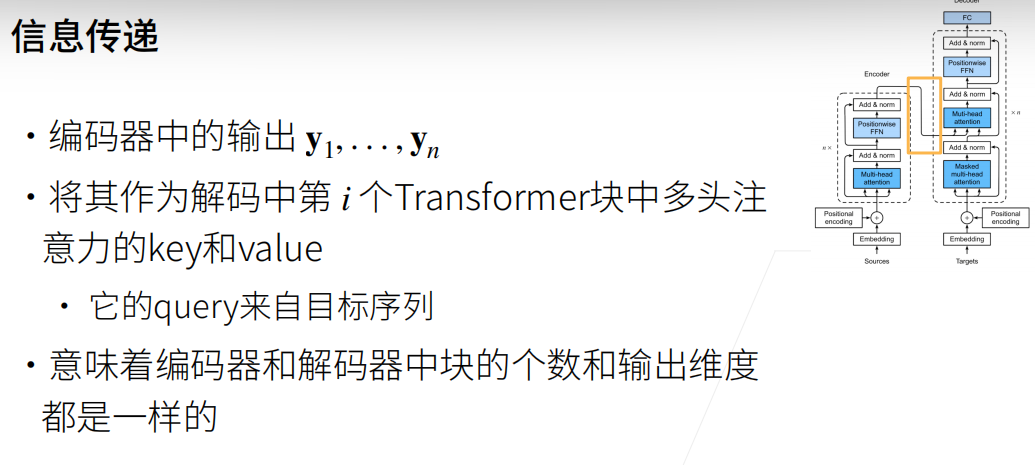 信息传递
• 编码器中的输出 y₁, . . . , yₙ
• 将其作为解码中第 i 个Transformer块中多头注
意力的key和value
• 它的query来自目标序列
• 意味着编码器和解码器中块的个数和输出维度
都是一样的
Decoder
FC
Add & norm
Positionwise
FFN
Add & norm
Muti-head
attention
× n
Add & norm
Masked
multi-head
attention
Positional
encoding
+
Embedding
Targets
Encoder
Add & norm
Positionwise
FFN
n ×
Add & norm
Multi-head
attention
Positional
encoding
+
Embedding
Sources